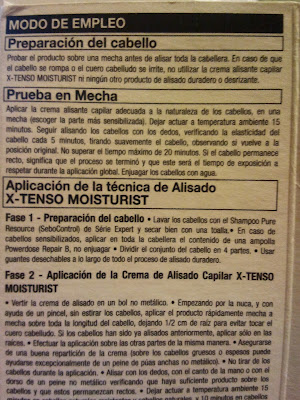 MODO DE EMPLEO
Preparación del cabello
Probar el producto sobre una mecha antes de alisar toda la cabellera. En caso de que
el cabello se rompa o el cuero cabelludo se irrite, no utilizar la crema alisante capilar
X-TENSO MOISTURIST ni ningún otro producto de alisado duradero o desrizante.
Prueba en Mecha
Aplicar la crema alisante capilar adecuada a la naturaleza de los cabellos, en una
mecha (escoger la parte más sensibilizada). Dejar actuar a temperatura ambiente 15
minutos. Seguir alisando los cabellos con los dedos, verificando la elasticidad del
cabello cada 5 minutos, tirando suavemente el cabello, observando si vuelve a la
posición original. No superar el tiempo máximo de 20 minutos. Si el cabello permanece
recto, significa que el proceso se terminó y que este será el tiempo de exposición a
respetar durante la aplicación global. Enjuagar los cabellos con agua.
Aplicación de la técnica de Alisado
X-TENSO MOISTURIST
Fase 1 - Preparación del cabello • Lavar los cabellos con el Shampoo Pure
Resource (SeboControl) de Série Expert y secar bien con una toalla.• En caso de
cabellos sensibilizados, aplicar en toda la cabellera el contenido de una ampolla
Powerdose Repair B, no enjuagar • Dividir el conjunto del cabello en 4 partes. • Usar
guantes desechables a lo largo de todo el proceso de alisado duradero.
Fase 2 - Aplicación de la Crema de Alisado Capilar X-TENSO
MOISTURIST
• Vertir la crema de alisado en un bol no metálico. • Empezando por la nuca, y con
ayuda de un pincel, sin estirar los cabellos, aplicar el producto rápidamente mecha a
mecha sobre toda la longitud del cabello, dejando 1/2 cm de raíz para evitar tocar el
cuero cabelludo. Si los cabellos han sido ya alisados anteriormente, aplicar sólo en las
raíces. • Efectuar la aplicación sobre las otras partes de la misma manera. • Asegurarse
de una buena repartición de la crema (sobre los cabellos gruesos o espesos puede
ayudarse excepcionalmente de un peine de púas anchas no metálico). • No tirar de los
cabellos durante la aplicación. • Alisar con los dedos, con el canto de la mano o con el
dorso de un peine no metálico verificando que haya suficiente producto sobre los
cabellos y que estos permanezcan rectos. • Dejar actuar a temperatura ambiente 15
minutos y 10 minutos en cabellos